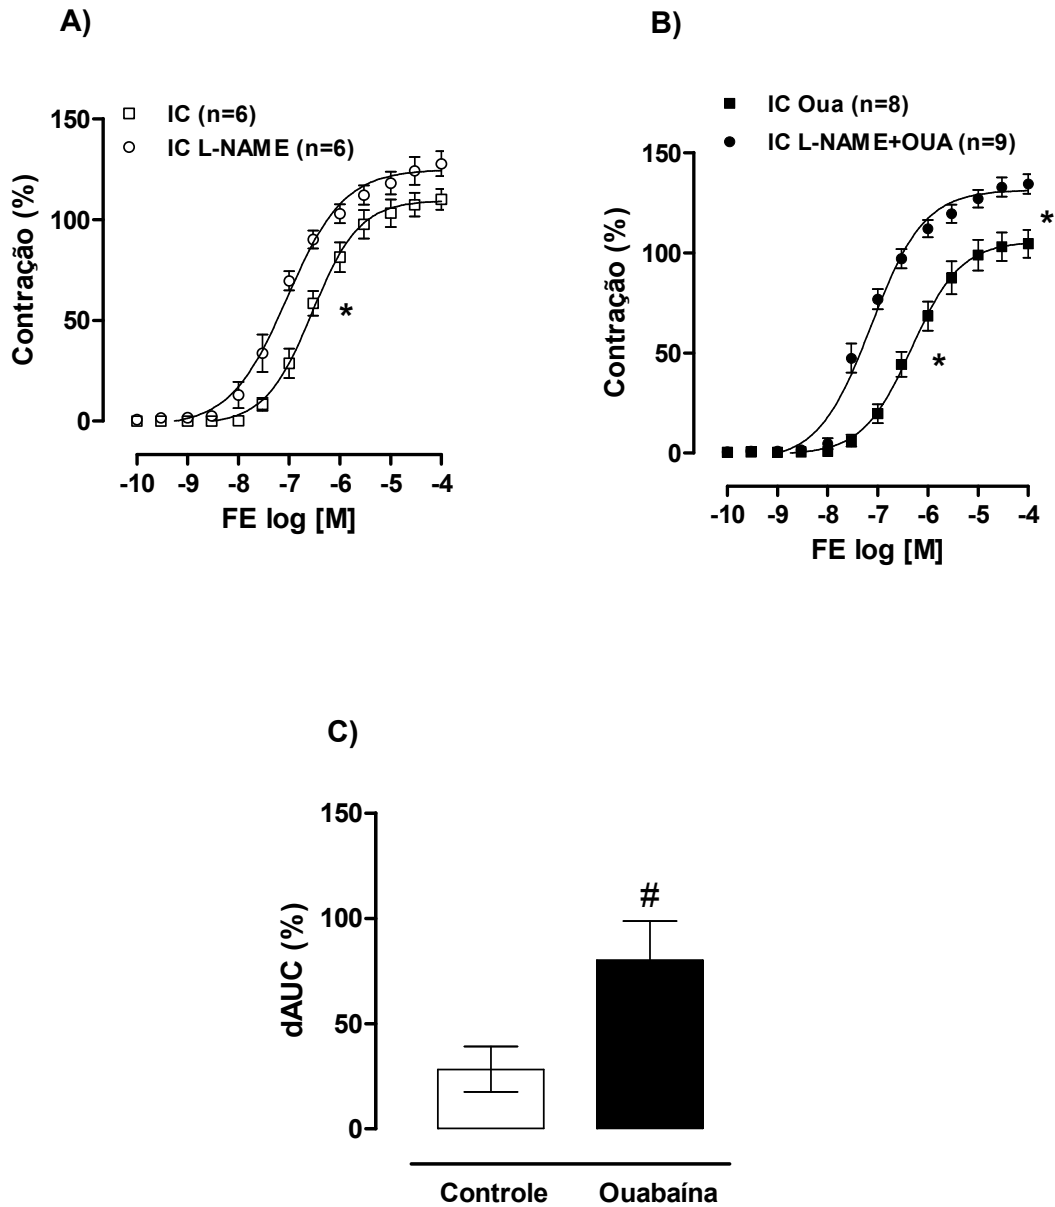 A)
IC (n=6)
IC L-NAME (n=6)
150
100
50
0
Contração (%)
*
-10 -9 -8 -7 -6 -5 -4
FE log [M]
B)
IC Oua (n=8)
IC L-NAME+OUA (n=9)
150
100
50
0
Contração (%)
*
*
-10 -9 -8 -7 -6 -5 -4
FE log [M]
C)
150
100
50
0
dAUC (%)
#
Controle Ouabaína